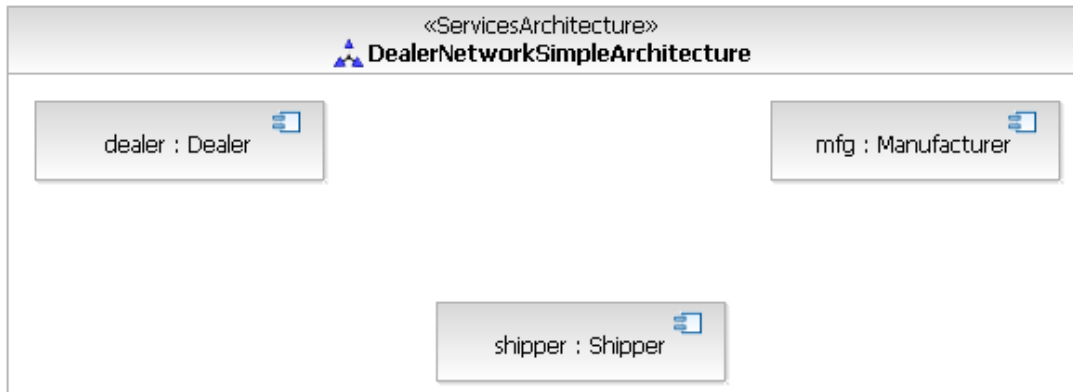 «ServicesArchitecture»
DealerNetworkSimpleArchitecture
dealer : Dealer
mfg : Manufacturer
shipper : Shipper